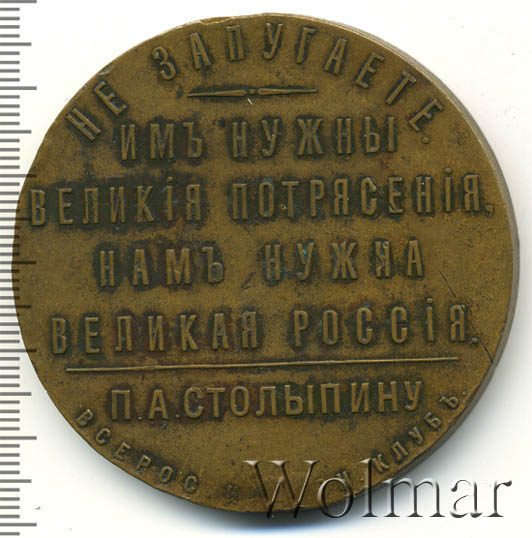 НЕ ЗАПУГАЕТЕ.
ИМЪ НУЖНЫ
ВЕЛИКІЯ ПОТРЯСЕНІЯ,
НАМЪ НУЖНА
ВЕЛИКАЯ РОССІЯ.
П.А.СТОЛЫПИНУ
ВСЕРОС. КЛУБЪ.
Wolmar